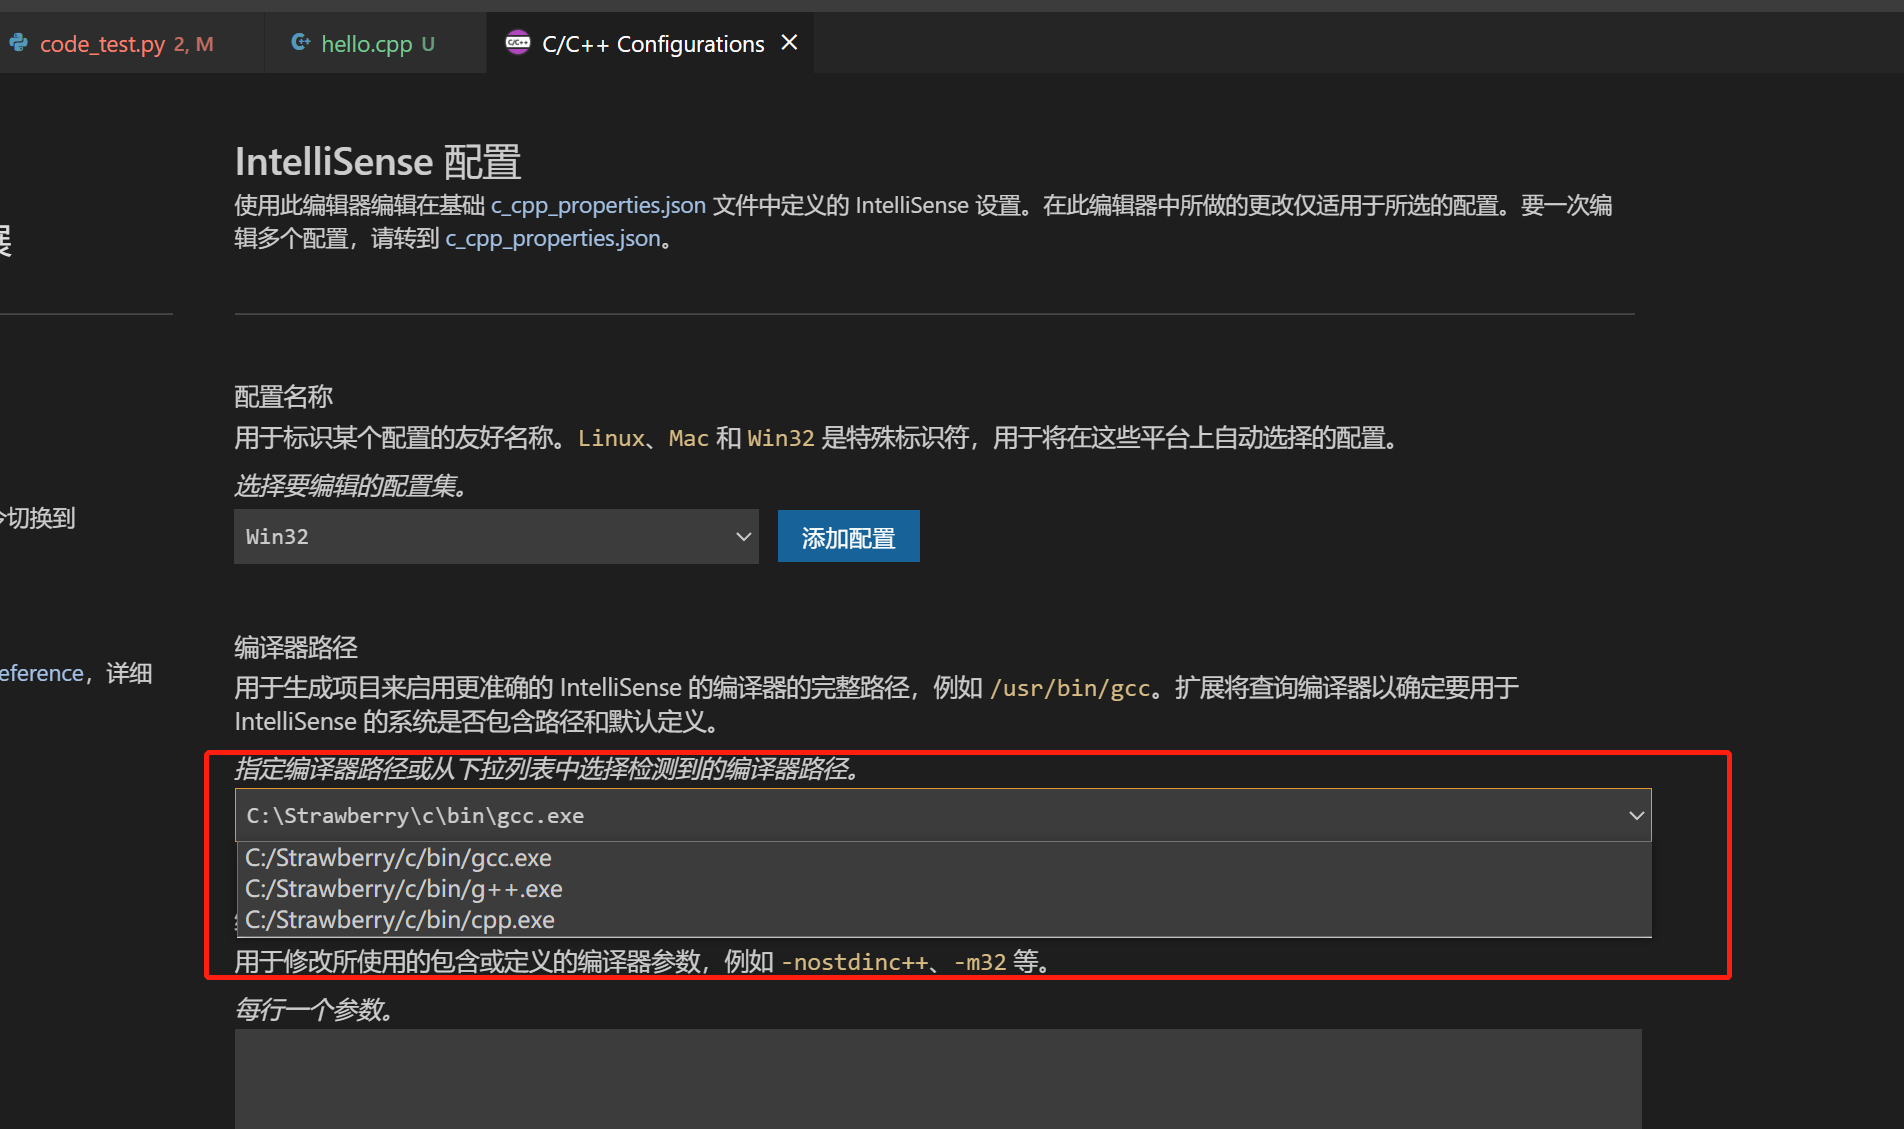 code_test.py 2, M
hello.cpp U
C/C++ Configurations
展
IntelliSense 配置
使用此编辑器编辑在基础 c_cpp_properties.json 文件中定义的 IntelliSense 设置。在此编辑器中所做的更改仅适用于所选的配置。要一次编
辑多个配置，请转到 c_cpp_properties.json。
配置名称
用于标识某个配置的友好名称。Linux、Mac 和 Win32 是特殊标识符，用于将在这些平台上自动选择的配置。
选择要编辑的配置集。
切换到
Win32
添加配置
编译器路径
eference，详细
用于生成项目来启用更准确的 IntelliSense 的编译器的完整路径，例如 /usr/bin/gcc。扩展将查询编译器以确定要用于
IntelliSense 的系统是否包含路径和默认定义。
指定编译器路径或从下拉列表中选择检测到的编译器路径。
C:\Strawberry\c\bin\gcc.exe
C:/Strawberry/c/bin/gcc.exe
C:/Strawberry/c/bin/g++.exe
C:/Strawberry/c/bin/cpp.exe
用于修改所使用的包含或定义的编译器参数，例如 -nostdinc++、-m32 等。
每行一个参数。